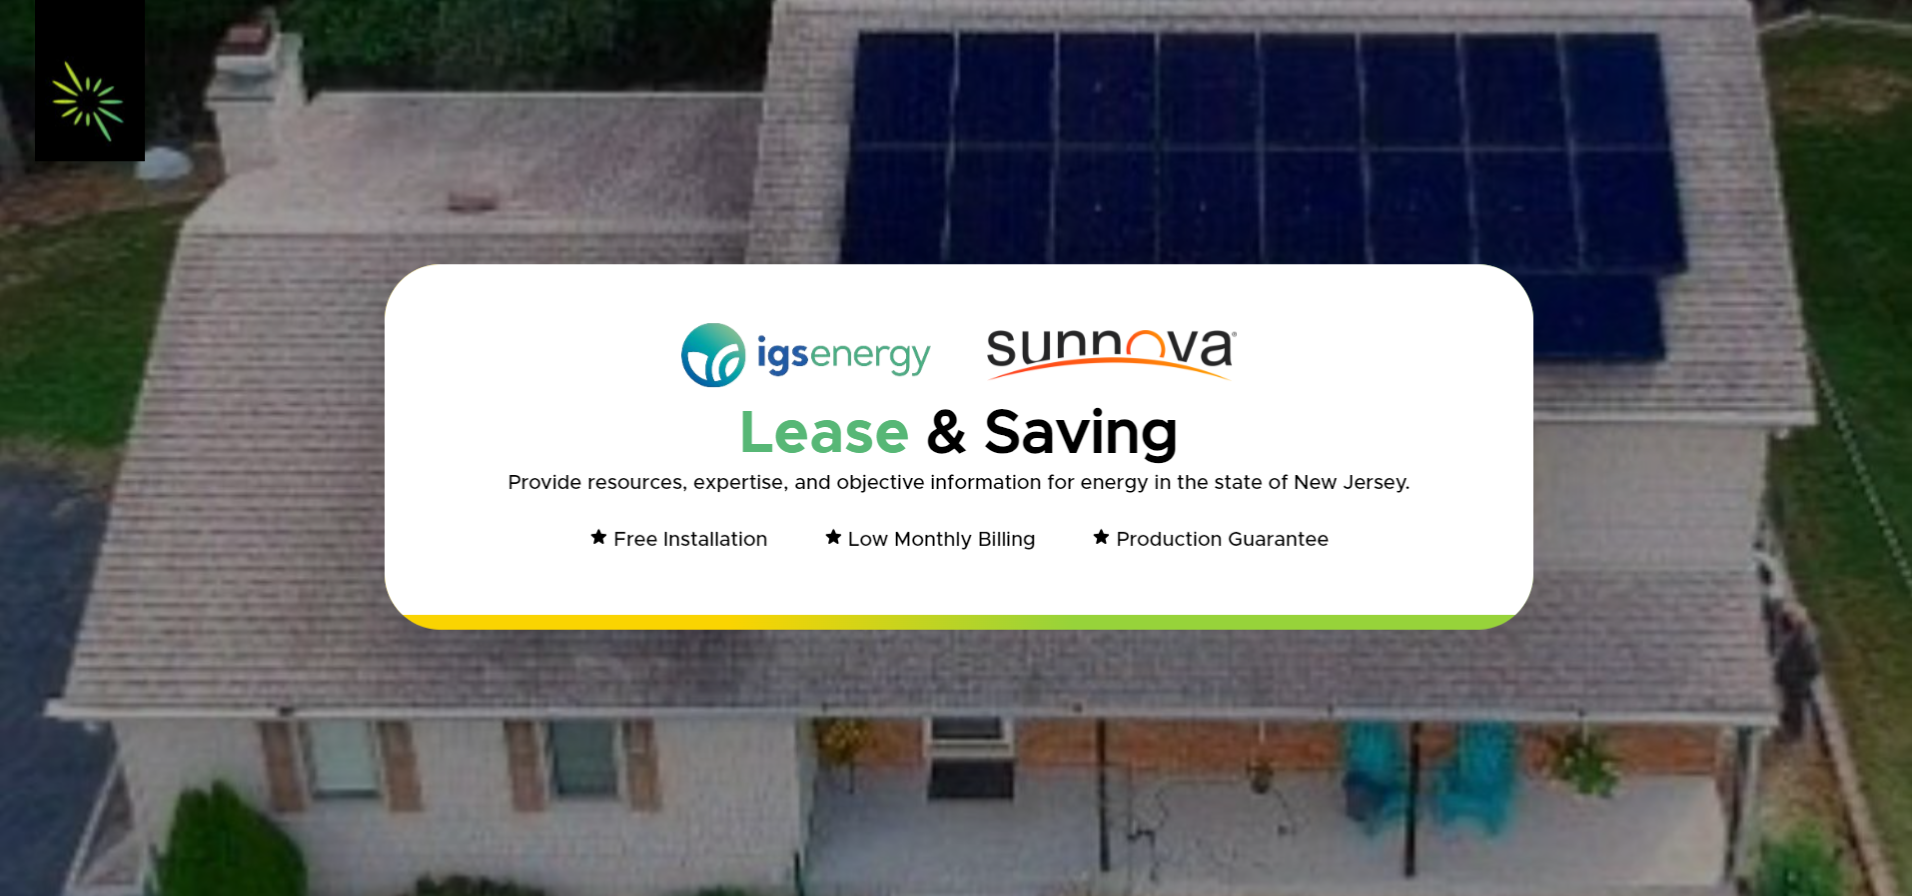 igsenergy sunnova®
Lease & Saving
Provide resources, expertise, and objective information for energy in the state of New Jersey.
★ Free Installation ★ Low Monthly Billing ★ Production Guarantee